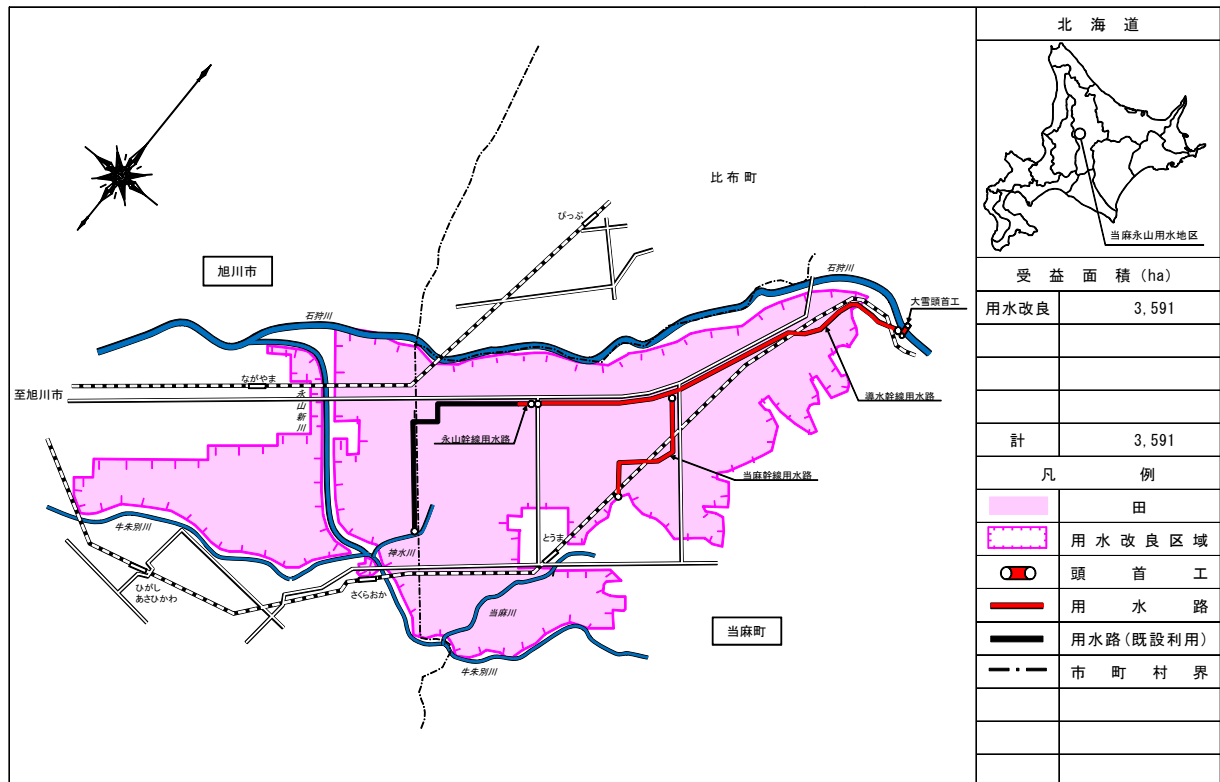 比布町
ぴっぷ
旭川市
石狩川
石狩川
大雪頭首工
ながやま
至旭川市
永山新川
導水幹線用水路
永山幹線用水路
当麻幹線用水路
牛朱別川
神水川
とうま
ひがし
あさひかわ
さくらおか
当麻川
当麻町
牛朱別川
北海道
当麻永山用水地区
受益面積(ha)
用水改良 3,591
計 3,591
凡例
田
用水改良区域
頭首工
用水路
用水路(既設利用)
市町村界